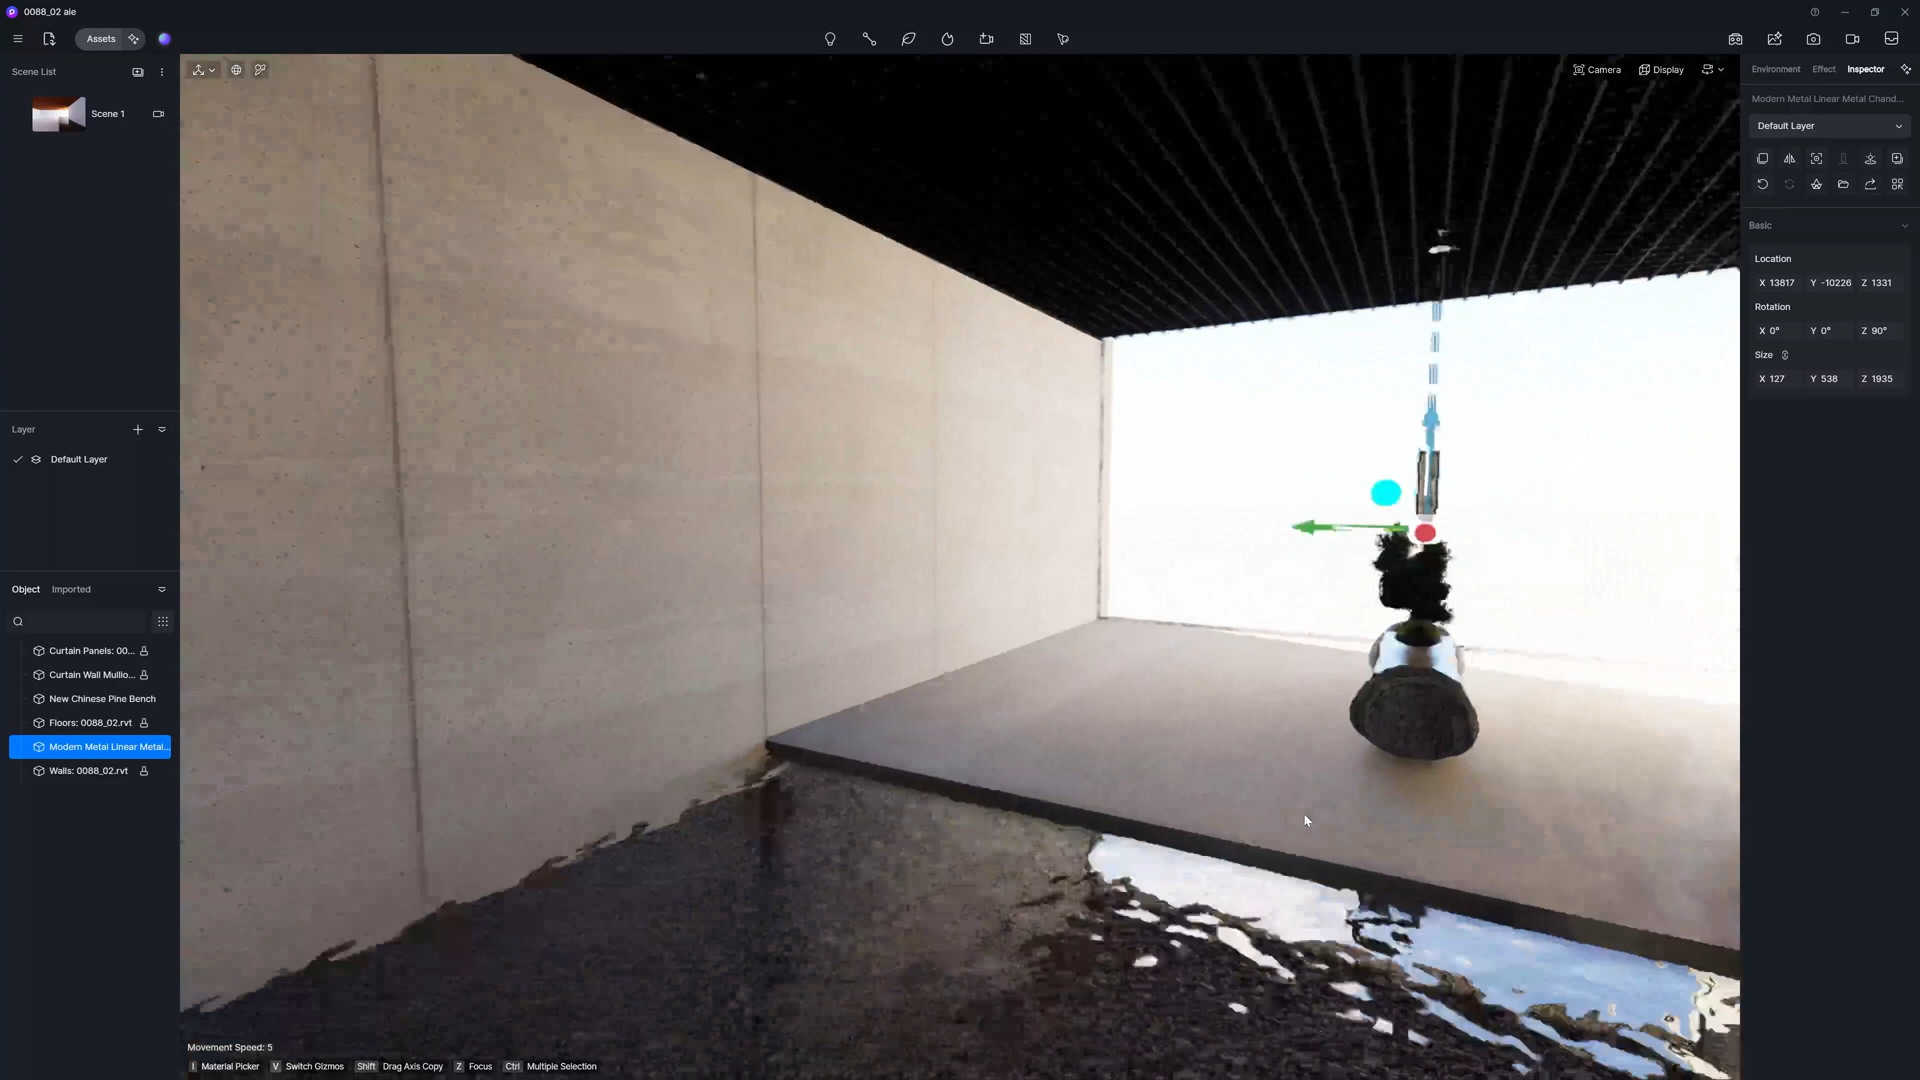 0088_02 aie
Assets
Scene List
Scene 1
Layer
Default Layer
Object
Imported
Curtain Panels: 00...
Curtain Wall Mullio...
New Chinese Pine Bench
Floors: 0088_02.rvt
Modern Metal Linear Metal...
Walls: 0088_02.rvt
Camera
Display
Movement Speed: 5
I Material Picker V Switch Gizmos Shift Drag Axis Copy Z Focus Ctrl Multiple Selection
Environment Effect Inspector
Modern Metal Linear Metal Chand...
Default Layer
Basic
Location
X 13817 Y -10226 Z 1331
Rotation
X 0° Y 0° Z 90°
Size
X 127 Y 538 Z 1935